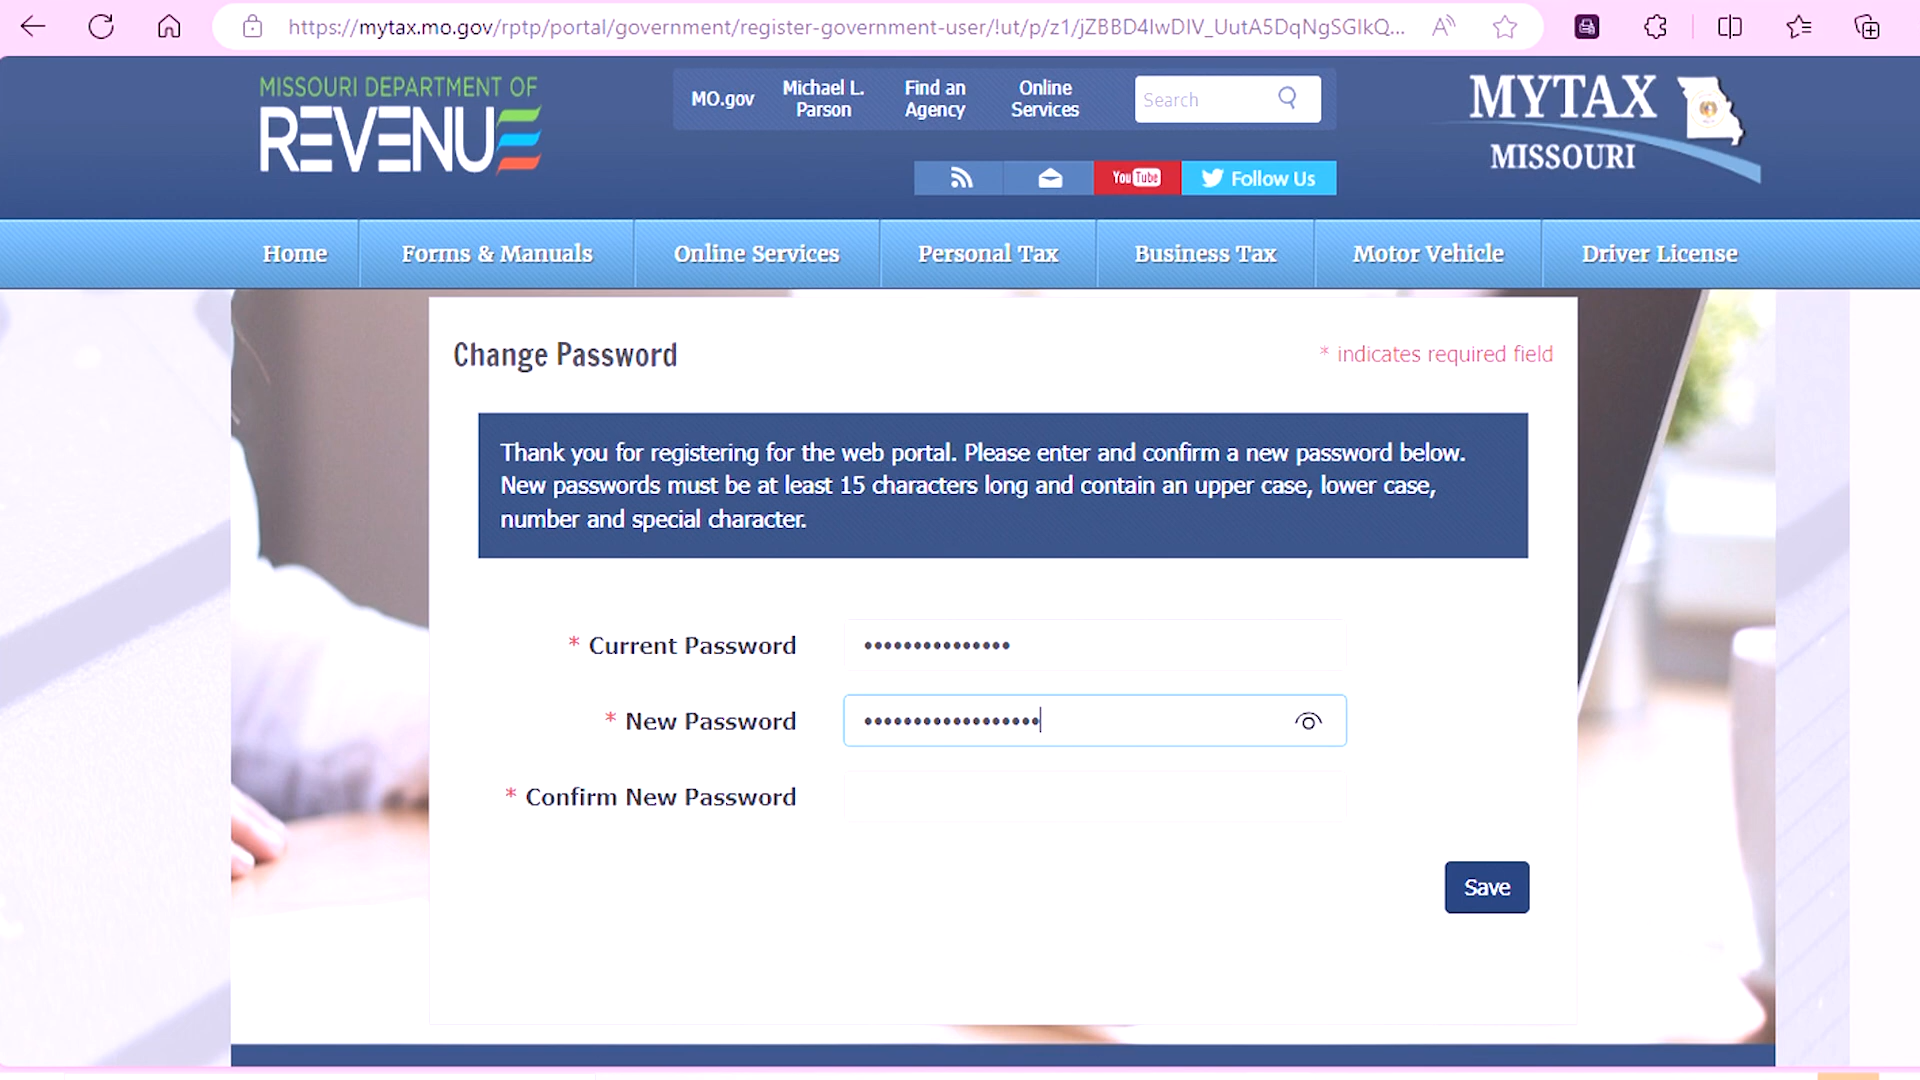 https://mytax.mo.gov/rptp/portal/government/register-government-user/!ut/p/z1/jZBBD4IwDIV_UutA5DqNgSGIkQ...
MISSOURI DEPARTMENT OF
REVENUE
MO.gov
Michael L.
Parson
Find an
Agency
Online
Services
Search
MYTAX
MISSOURI
You Tube
Follow Us
Home
Forms & Manuals
Online Services
Personal Tax
Business Tax
Motor Vehicle
Driver License
Change Password
* indicates required field
Thank you for registering for the web portal. Please enter and confirm a new password below.
New passwords must be at least 15 characters long and contain an upper case, lower case,
number and special character.
* Current Password
* New Password
* Confirm New Password
Save